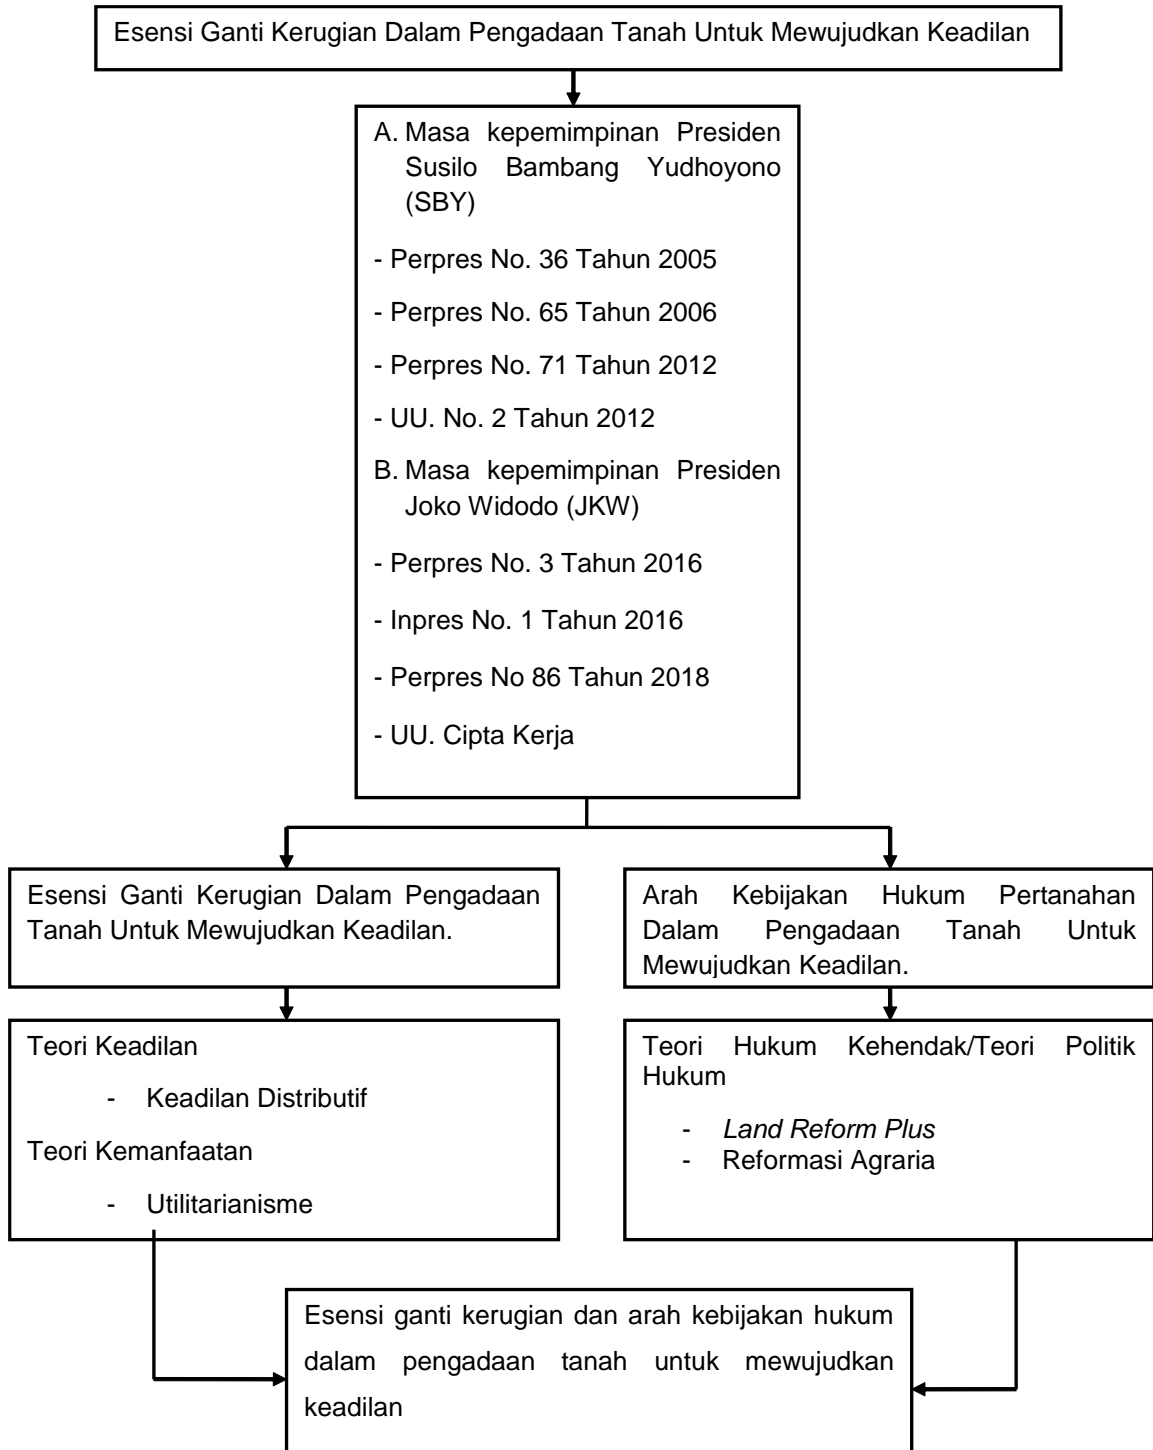 Esensi Ganti Kerugian Dalam Pengadaan Tanah Untuk Mewujudkan Keadilan
A. Masa kepemimpinan Presiden
Susilo Bambang Yudhoyono
(SBY)
- Perpres No. 36 Tahun 2005
- Perpres No. 65 Tahun 2006
- Perpres No. 71 Tahun 2012
- UU. No. 2 Tahun 2012
B. Masa kepemimpinan Presiden
Joko Widodo (JKW)
- Perpres No. 3 Tahun 2016
- Inpres No. 1 Tahun 2016
- Perpres No 86 Tahun 2018
- UU. Cipta Kerja
Esensi Ganti Kerugian Dalam Pengadaan
Tanah Untuk Mewujudkan Keadilan.
Arah Kebijakan Hukum Pertanahan
Dalam Pengadaan Tanah Untuk
Mewujudkan Keadilan.
Teori Keadilan
- Keadilan Distributif
Teori Kemanfaatan
- Utilitarianisme
Teori Hukum Kehendak/Teori Politik
Hukum
- Land Reform Plus
- Reformasi Agraria
Esensi ganti kerugian dan arah kebijakan hukum
dalam pengadaan tanah untuk mewujudkan
keadilan